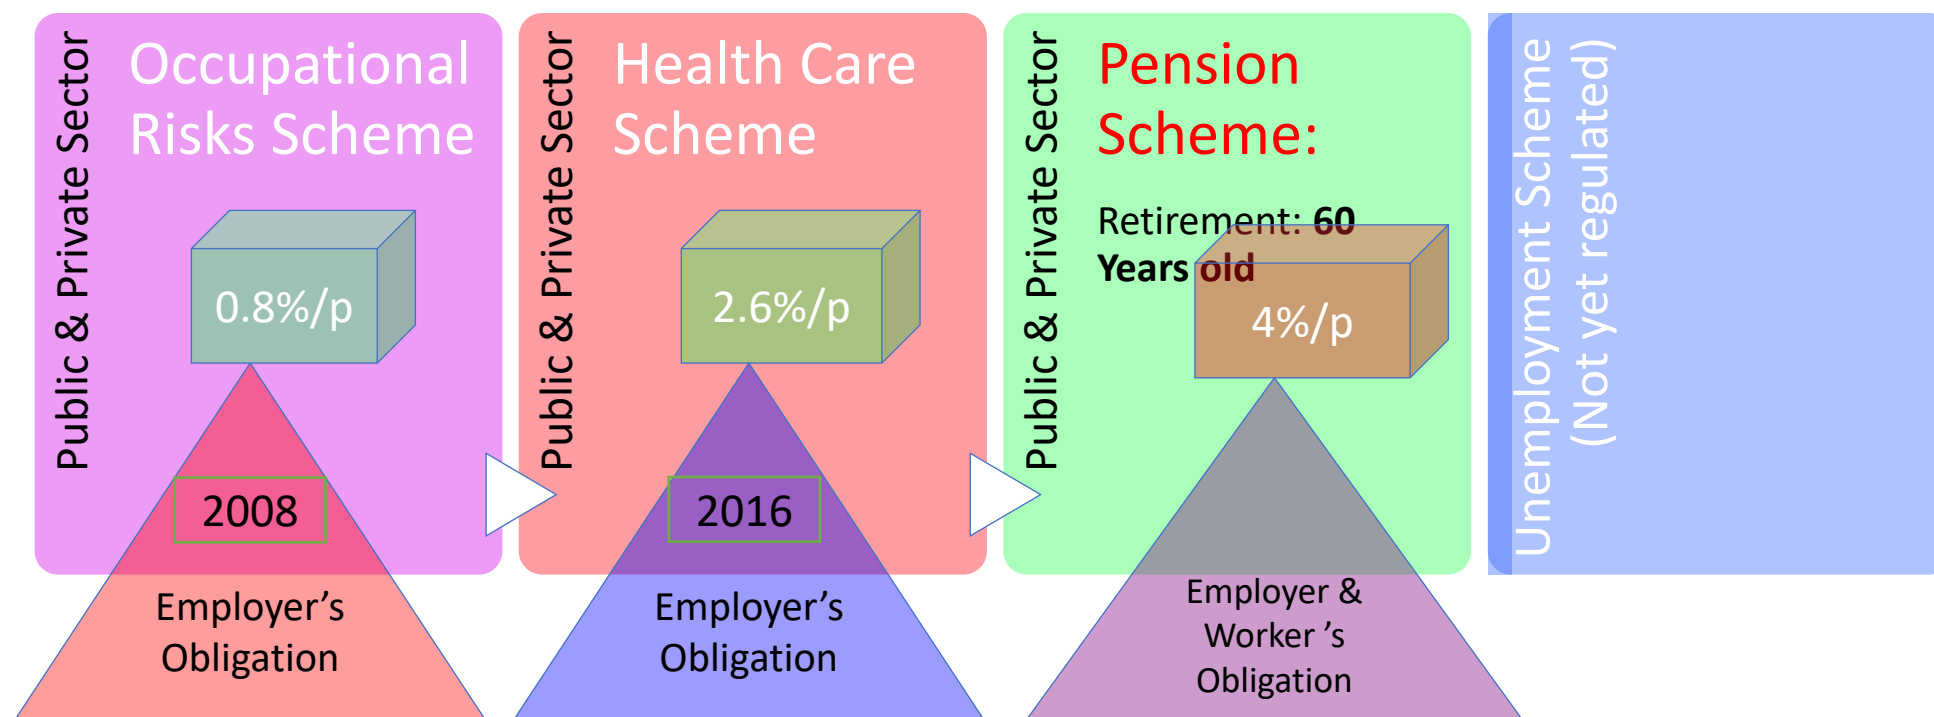 Public & Private Sector
Occupational
Risks Scheme
0.8%/p
2008
Employer’s
Obligation
Public & Private Sector
Health Care
Scheme
2.6%/p
2016
Employer’s
Obligation
Public & Private Sector
Pension
Scheme:
Retirement: 60
Years old
4%/p
Employer &
Worker ’s
Obligation
Unemployment Scheme
(Not yet regulated)